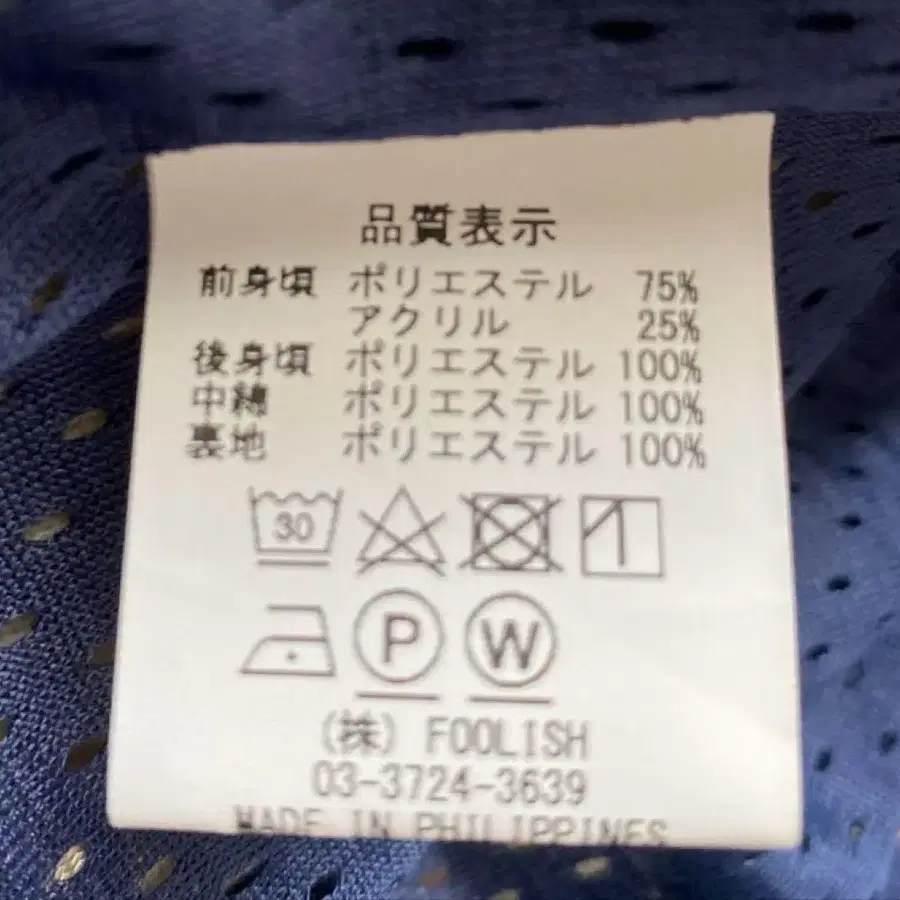 品質表示
前身頃 ポリエステル 75%
アクリル 25%
後身頃 ポリエステル 100%
中綿 ポリエステル 100%
裏地 ポリエステル 100%
30
P W
(株) FOOLISH
03-3724-3639
MADE IN PHILIPPINES